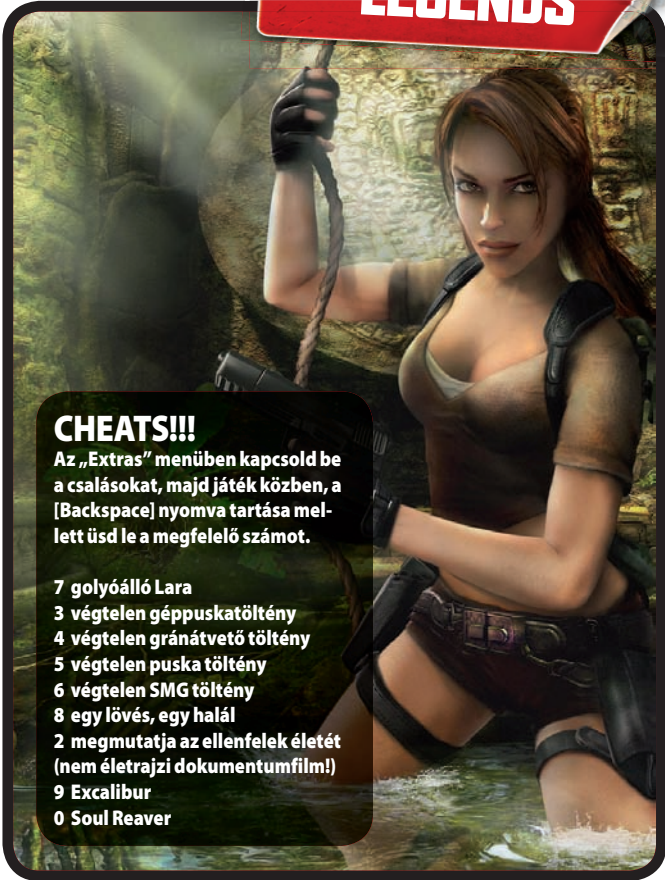 LEGENDS
CHEATS!!!
Az „Extras” menüben kapcsold be
a csalásokat, majd játék közben, a
[Backspace] nyomva tartása mel-
lett üsd le a megfelelő számot.
7 golyóálló Lara
3 végtelen géppuskatöltény
4 végtelen gránátvető töltény
5 végtelen puska töltény
6 végtelen SMG töltény
8 egy lövés, egy halál
2 megmutatja az ellenfelek életét
(nem életrajzi dokumentumfilm!)
9 Excalibur
0 Soul Reaver